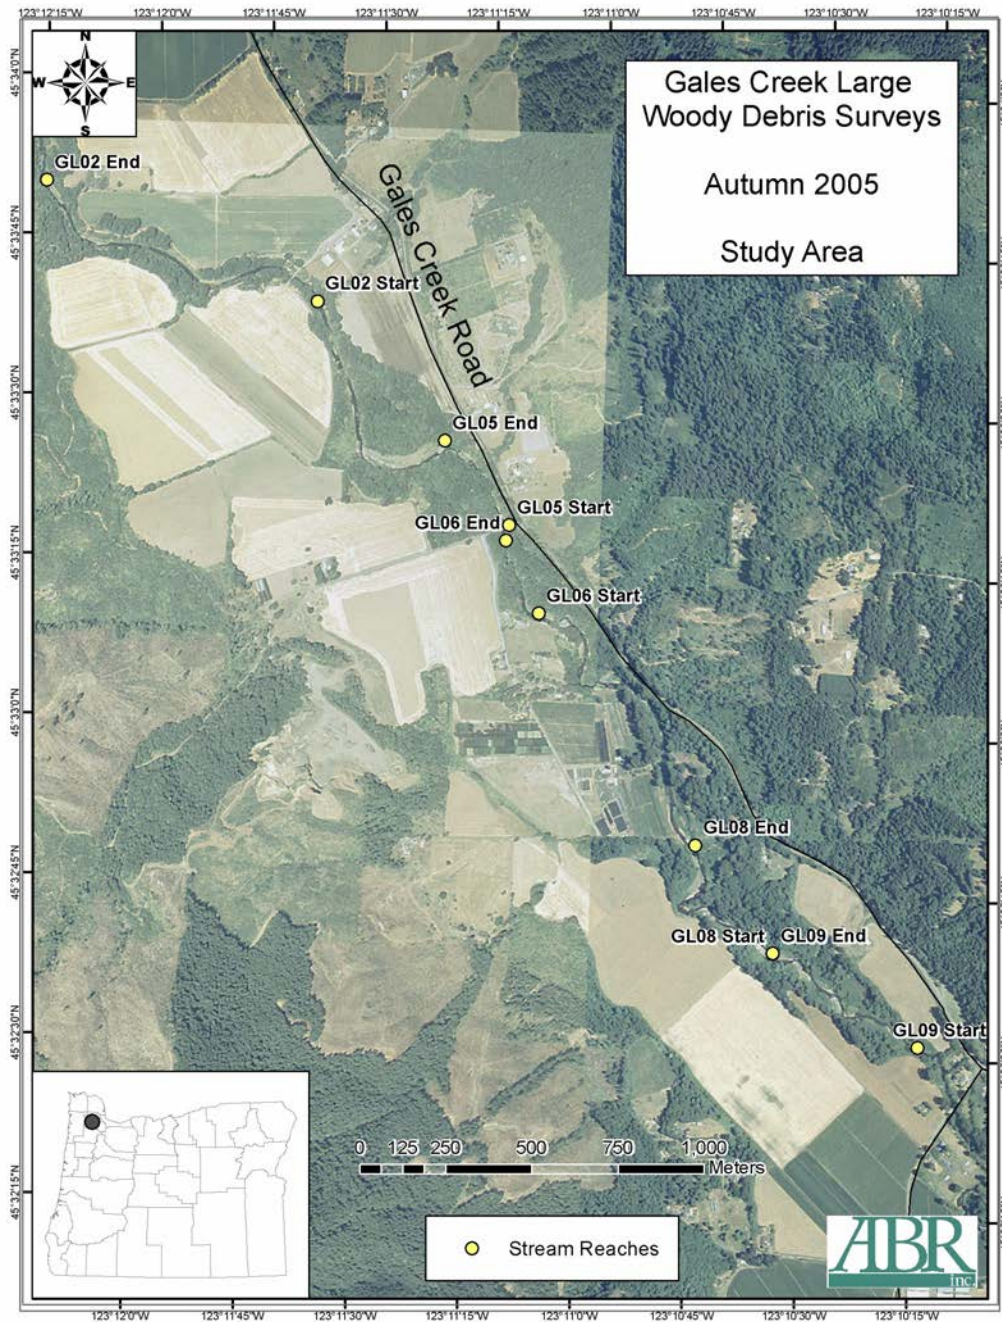 123°12'15"W 123°12'0"W 123°11'45"W 123°11'30"W 123°11'15"W 123°11'0"W 123°10'45"W 123°10'30"W 123°10'15"W
N
W E
S
Gales Creek Large
Woody Debris Surveys
Autumn 2005
Study Area
45°34'0"N
GL02 End
45°33'45"N
Gales Creek Road
GL02 Start
45°33'30"N
GL05 End
GL05 Start
GL06 End
45°33'15"N
GL06 Start
45°33'0"N
GL08 End
45°32'45"N
GL08 Start
GL09 End
45°32'30"N
GL09 Start
0 125 250 500 750 1,000
Meters
45°32'15"N
Stream Reaches
ABR
inc.
123°12'0"W 123°11'45"W 123°11'30"W 123°11'15"W 123°11'0"W 123°10'45"W 123°10'30"W 123°10'15"W